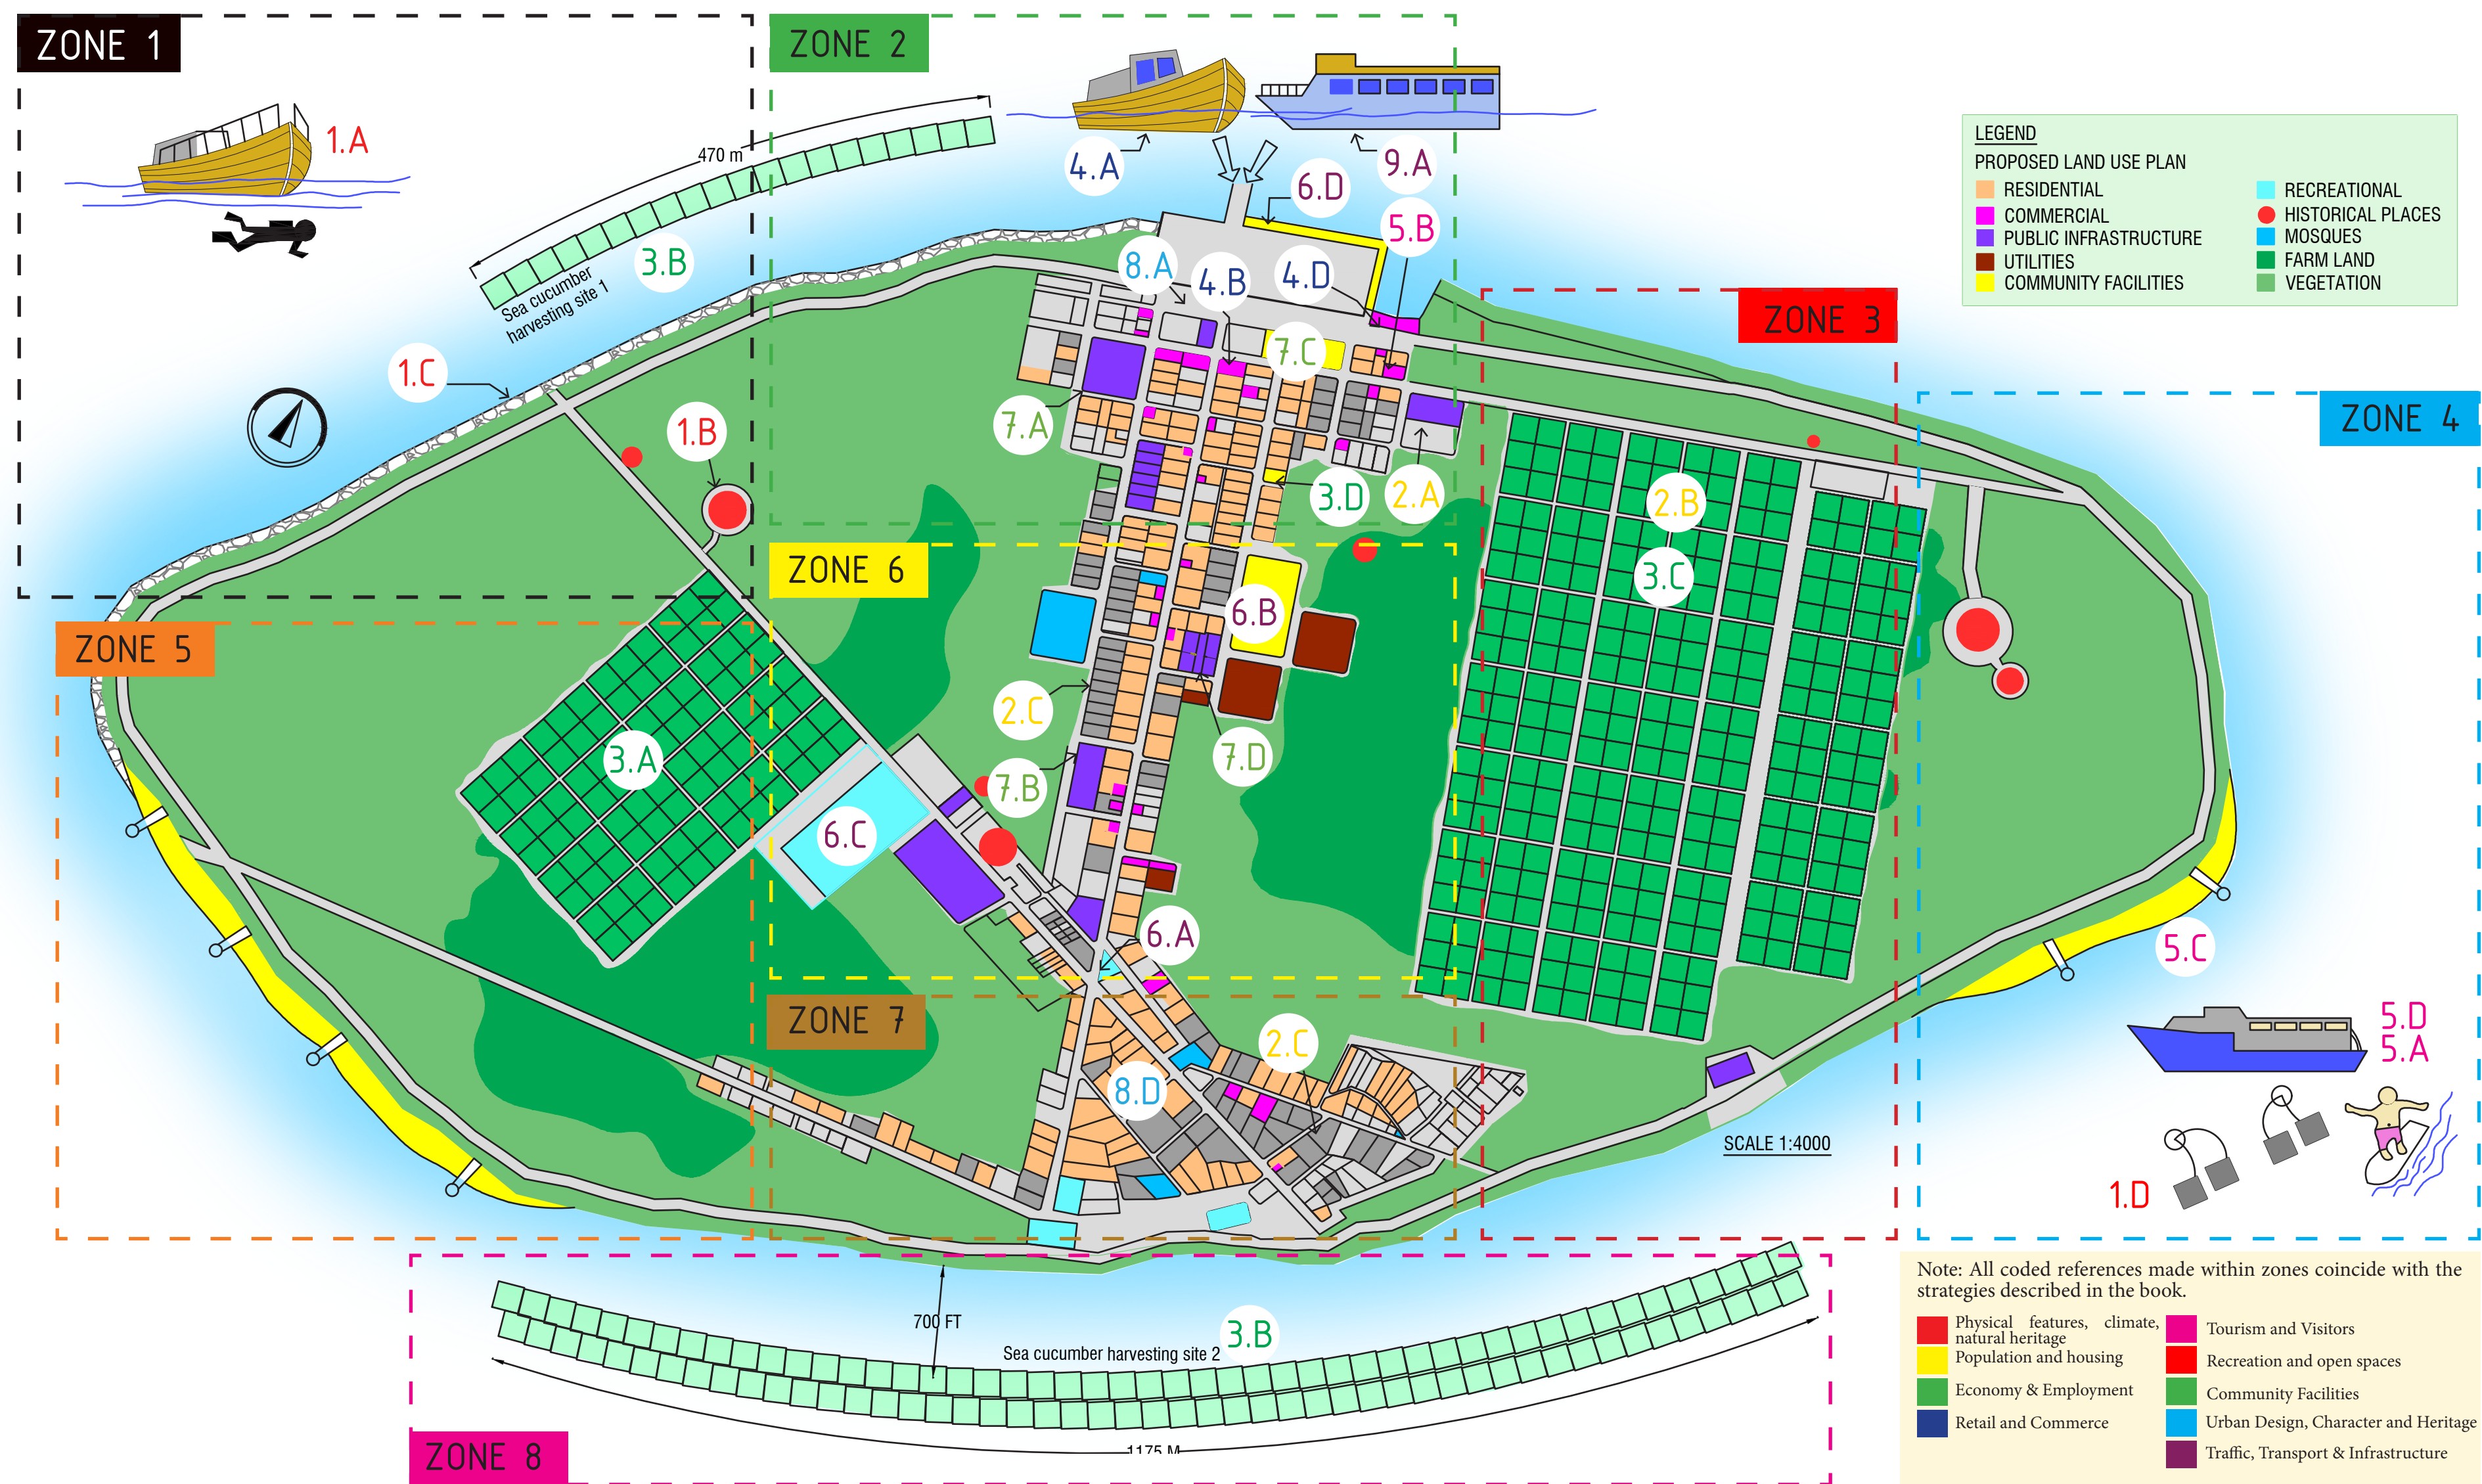 ZONE 1
ZONE 2
1.A
470 m
4.A
9.A
6.D
5.B
LEGEND
PROPOSED LAND USE PLAN
RESIDENTIAL
COMMERCIAL
PUBLIC INFRASTRUCTURE
UTILITIES
COMMUNITY FACILITIES
RECREATIONAL
HISTORICAL PLACES
MOSQUES
FARM LAND
VEGETATION
3.B
Sea cucumber
harvesting site 1
8.A
4.B
4.D
ZONE 3
1.C
7.C
ZONE 4
1.B
7.A
3.D
2.A
2.B
3.C
ZONE 6
6.B
ZONE 5
2.C
3.A
7.D
7.B
6.C
6.A
5.C
ZONE 7
2.C
5.D
5.A
8.D
SCALE 1:4000
1.D
700 FT
Sea cucumber harvesting site 2
3.B
1175 M
ZONE 8
Note: All coded references made within zones coincide with the
strategies described in the book.
Physical features, climate,
natural heritage
Population and housing
Economy & Employment
Retail and Commerce
Tourism and Visitors
Recreation and open spaces
Community Facilities
Urban Design, Character and Heritage
Traffic, Transport & Infrastructure